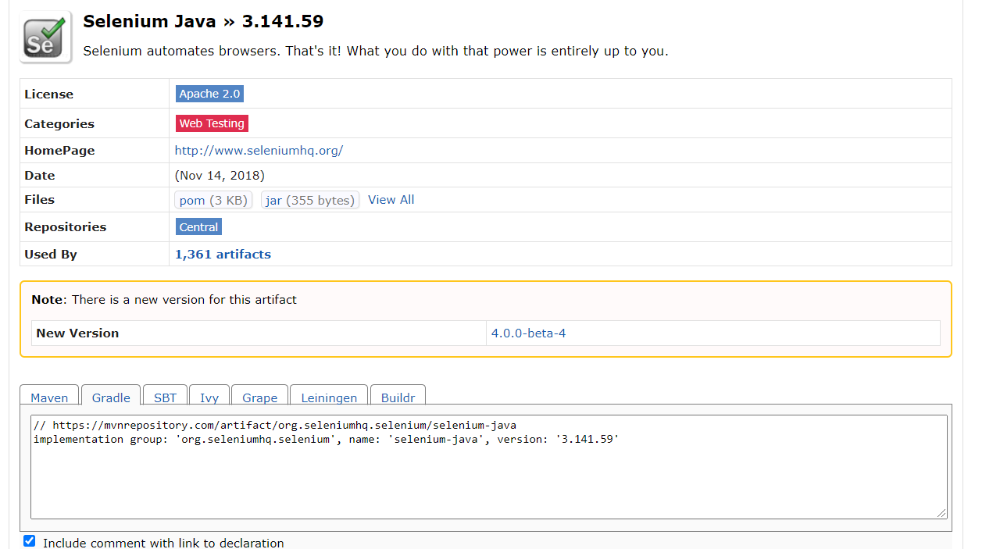 Se
Selenium Java » 3.141.59
Selenium automates browsers. That's it! What you do with that power is entirely up to you.
License Apache 2.0
Categories Web Testing
HomePage http://www.seleniumhq.org/
Date (Nov 14, 2018)
Files pom (3 KB) jar (355 bytes) View All
Repositories Central
Used By 1,361 artifacts
Note: There is a new version for this artifact
New Version 4.0.0-beta-4
Maven Gradle SBT Ivy Grape Leiningen Buildr
// https://mvnrepository.com/artifact/org.seleniumhq.selenium/selenium-java
implementation group: 'org.seleniumhq.selenium', name: 'selenium-java', version: '3.141.59'
Include comment with link to declaration